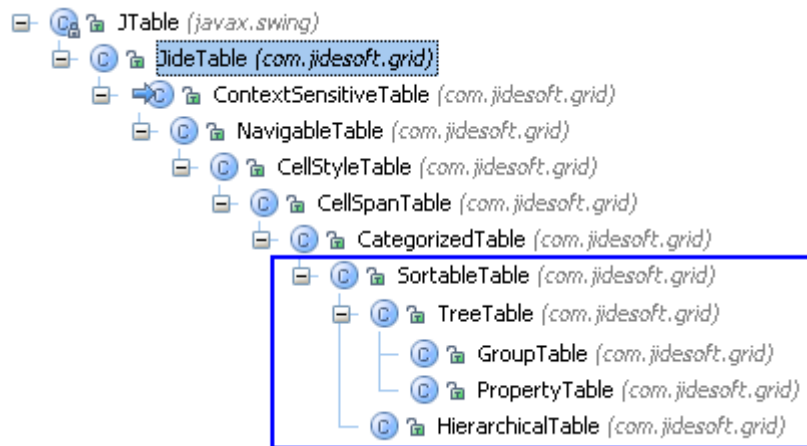 JTable (javax.swing)
JideTable (com.jidesoft.grid)
ContextSensitiveTable (com.jidesoft.grid)
NavigableTable (com.jidesoft.grid)
CellStyleTable (com.jidesoft.grid)
CellSpanTable (com.jidesoft.grid)
CategorizedTable (com.jidesoft.grid)
SortableTable (com.jidesoft.grid)
TreeTable (com.jidesoft.grid)
GroupTable (com.jidesoft.grid)
PropertyTable (com.jidesoft.grid)
HierarchicalTable (com.jidesoft.grid)